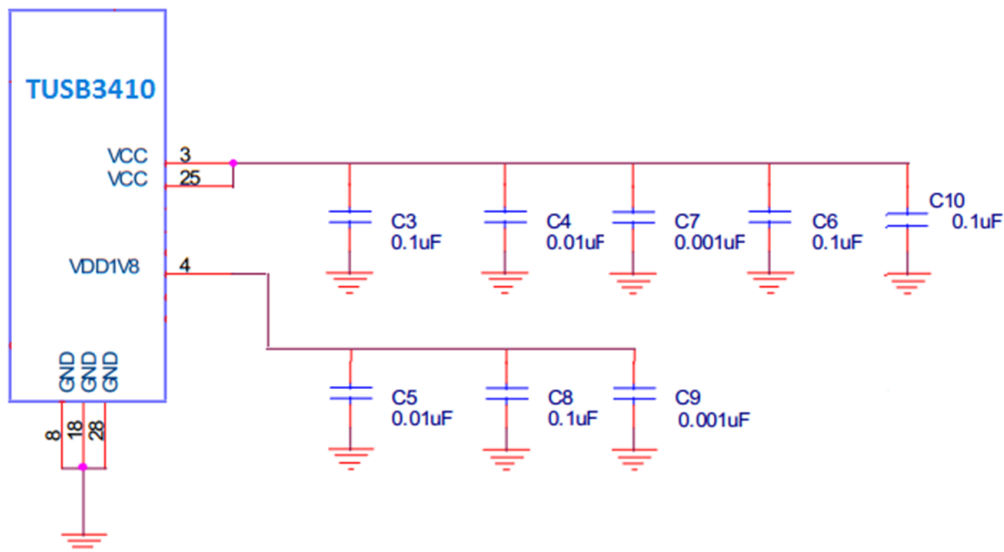 TUSB3410
VCC 3
VCC 25
C3
0.1uF
C4
0.01uF
C7
0.001uF
C6
0.1uF
C10
0.1uF
VDD1V8 4
C5
0.01uF
C8
0.1uF
C9
0.001uF
GND
GND
GND
8
18
28